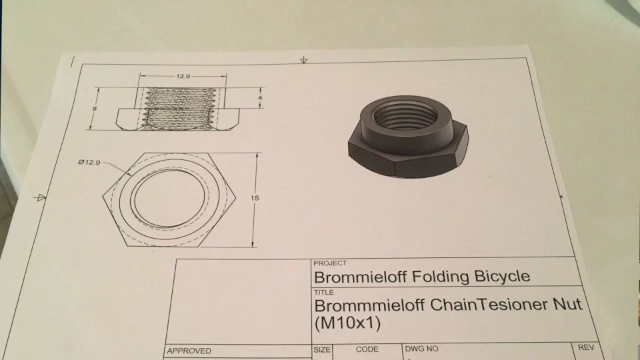 12.9
8
4
Ø12.9
15
PROJECT
Brommieloff Folding Bicycle
TITLE
Brommmieloff ChainTesioner Nut
(M10x1)
APPROVED
SIZE
CODE
DWG NO
REV